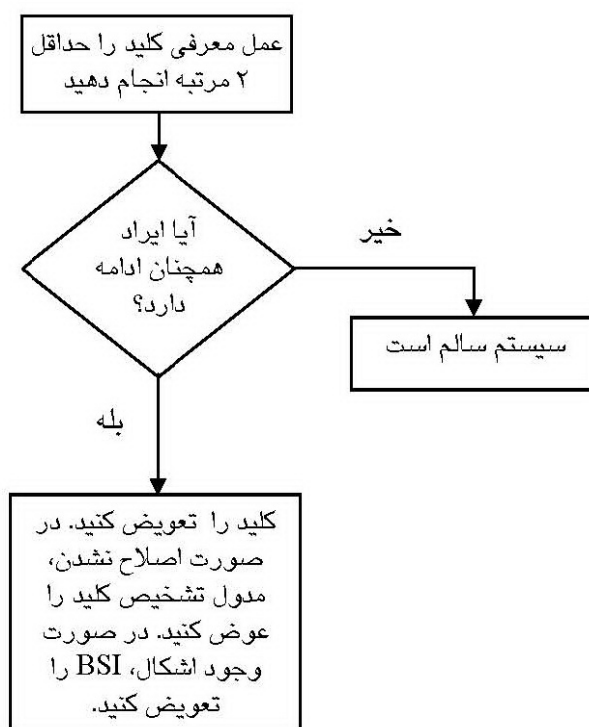 عمل معرفی کلید را حداقل
۲ مرتبه انجام دهید
آیا ایراد
همچنان ادامه
دارد؟
خیر
سیستم سالم است
بله
کلید را تعویض کنید. در
صورت اصلاح نشدن،
مدول تشخیص کلید را
عوض کنید. در صورت
وجود اشکال، BSI را
تعویض کنید.